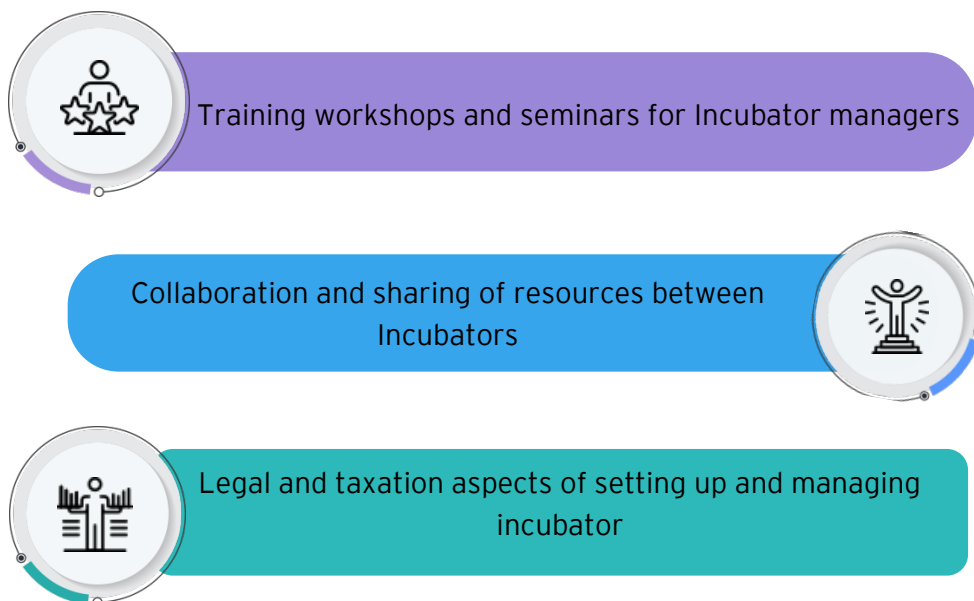 Training workshops and seminars for Incubator managers
Collaboration and sharing of resources between
Incubators
Legal and taxation aspects of setting up and managing
incubator